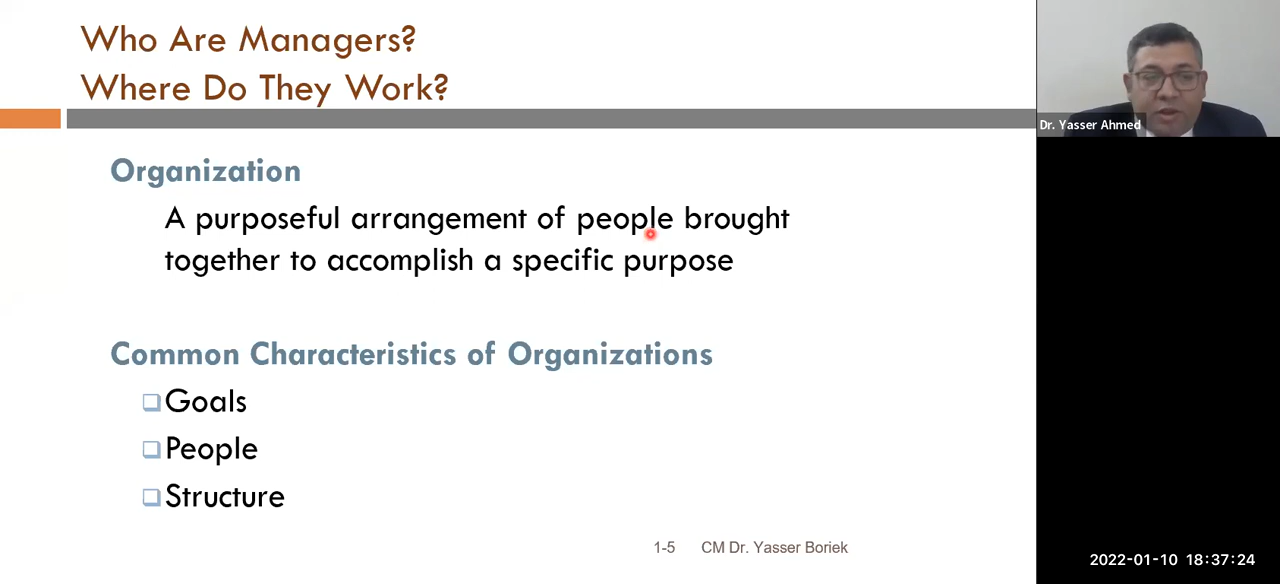 Who Are Managers?
Where Do They Work?
Dr. Yasser Ahmed
Organization
A purposeful arrangement of people brought
together to accomplish a specific purpose
Common Characteristics of Organizations
Goals
People
Structure
1-5 CM Dr. Yasser Boriek
2022-01-10 18:37:24